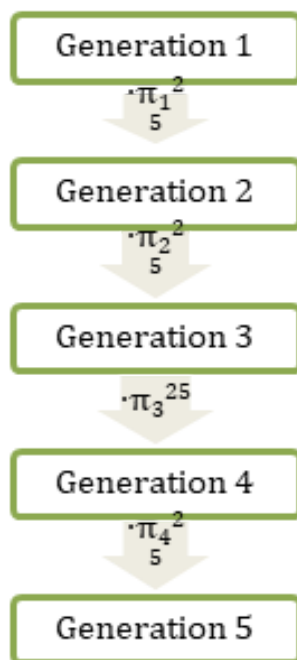 Generation 1
·π₁²
5
Generation 2
·π₂²
5
Generation 3
·π₃²⁵
Generation 4
·π₄²
5
Generation 5